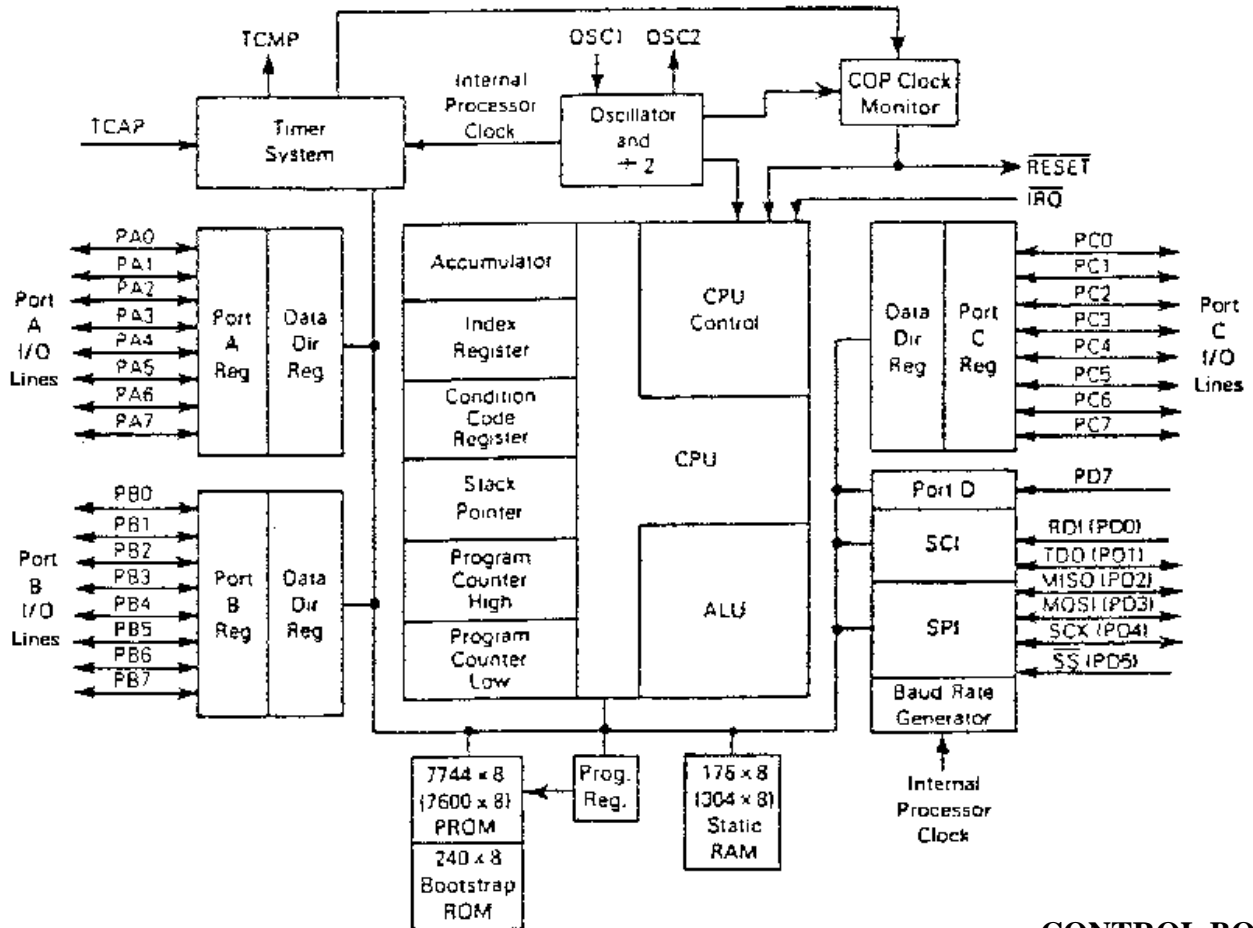 TCMP
OSC1 OSC2
Internal
Processor
Clock
COP Clock
Monitor
TCAP
Timer
System
Oscillator
and
÷ 2
RESET
IRQ
Port
A
I/O
Lines
PA0
PA1
PA2
PA3
PA4
PA5
PA6
PA7
Port
A
Reg
Data
Dir
Reg
Accumulator
Index
Register
Condition
Code
Register
Stack
Pointer
Program
Counter
High
Program
Counter
Low
CPU
Control
CPU
ALU
Data
Dir
Reg
Port
C
Reg
PC0
PC1
PC2
PC3
PC4
PC5
PC6
PC7
Port
C
I/O
Lines
Port
B
I/O
Lines
PB0
PB1
PB2
PB3
PB4
PB5
PB6
PB7
Port
B
Reg
Data
Dir
Reg
Port D
SCI
SPI
Baud Rate
Generator
PD7
RDI (PD0)
TDO (PD1)
MISO (PD2)
MOSI (PD3)
SCK (PD4)
SS (PD5)
Internal
Processor
Clock
7744 x 8
(7600 x 8)
PROM
240 x 8
Bootstrap
ROM
Prog.
Reg.
176 x 8
(304 x 8)
Static
RAM